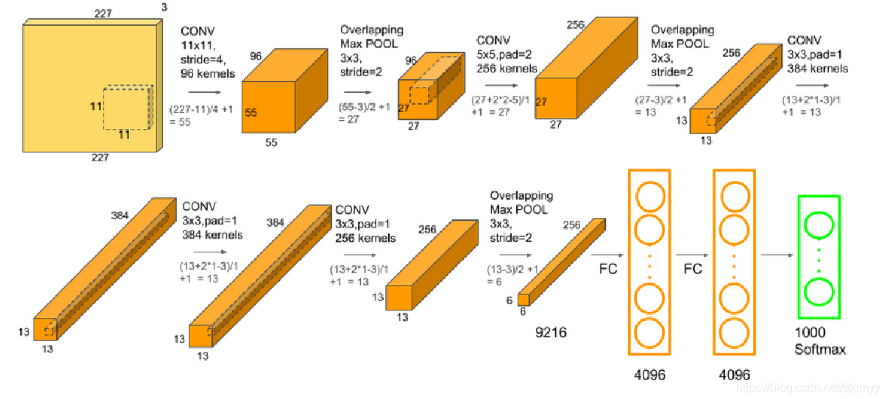 227
3
11
11
227
CONV
11x11,
stride=4,
96 kernels
(227-11)/4 +1
= 55
96
55
55
Overlapping
Max POOL
3x3,
stride=2
(55-3)/2 +1
= 27
96
27
27
CONV
5x5,pad=2
256 kernels
(27+2*2-5)/1
+1 = 27
256
27
27
Overlapping
Max POOL
3x3,
stride=2
(27-3)/2 +1
= 13
256
13
13
CONV
3x3,pad=1
384 kernels
(13+2*1-3)/1
+1 = 13
384
13
13
CONV
3x3,pad=1
384 kernels
(13+2*1-3)/1
+1 = 13
384
13
13
CONV
3x3,pad=1
256 kernels
(13+2*1-3)/1
+1 = 13
256
13
13
Overlapping
Max POOL
3x3,
stride=2
(13-3)/2 +1
= 6
256
6
6
9216
FC
4096
FC
4096
1000
Softmax
https://blog.csdn.net/qlqmyy